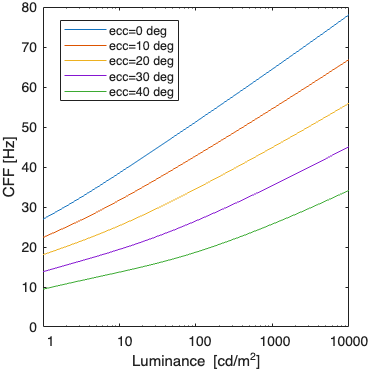 80
70
60
50
40
30
20
10
0
CFF [Hz]
ecc=0 deg
ecc=10 deg
ecc=20 deg
ecc=30 deg
ecc=40 deg
1 10 100 1000 10000
Luminance [cd/m²]